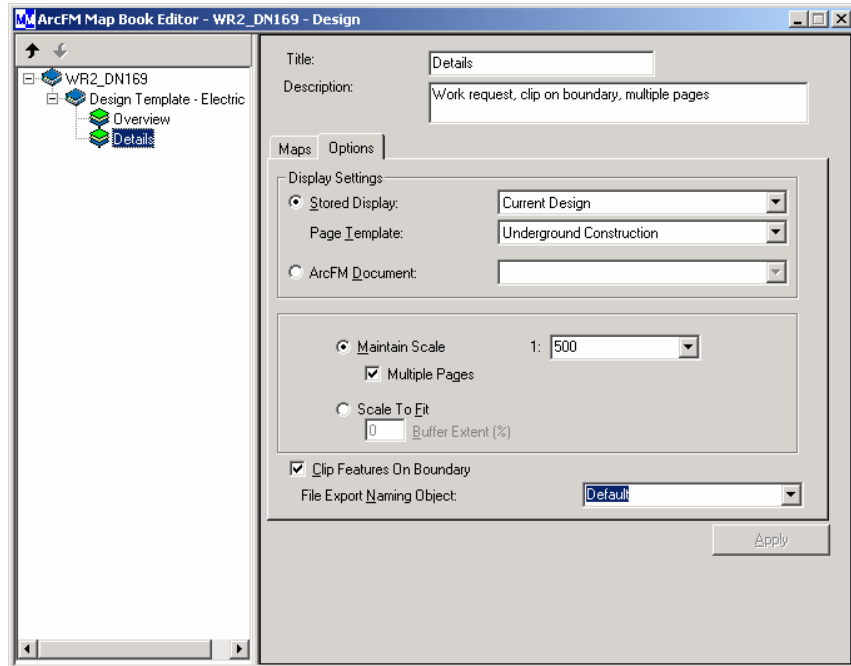 ArcFM Map Book Editor - WR2_DN169 - Design
WR2_DN169
Design Template - Electric
Overview
Details
Title:
Details
Description:
Work request, clip on boundary, multiple pages
Maps
Options
Display Settings
Stored Display:
Current Design
Page Template:
Underground Construction
ArcFM Document:
Maintain Scale
1:
500
Multiple Pages
Scale To Fit
0
Buffer Extent (%)
Clip Features On Boundary
File Export Naming Object:
Default
Apply